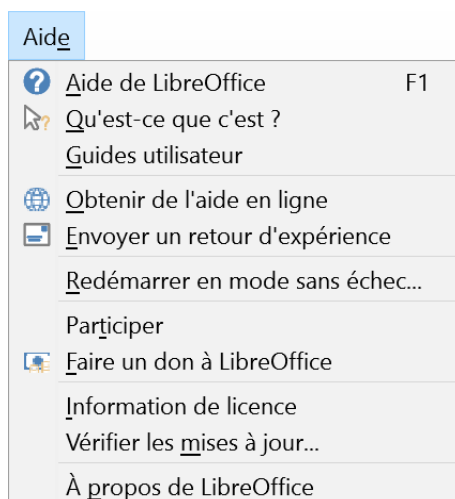 Aide
Aide de LibreOffice F1
Qu'est-ce que c'est ?
Guides utilisateur
Obtenir de l'aide en ligne
Envoyer un retour d'expérience
Redémarrer en mode sans échec...
Participer
Faire un don à LibreOffice
Information de licence
Vérifier les mises à jour...
À propos de LibreOffice